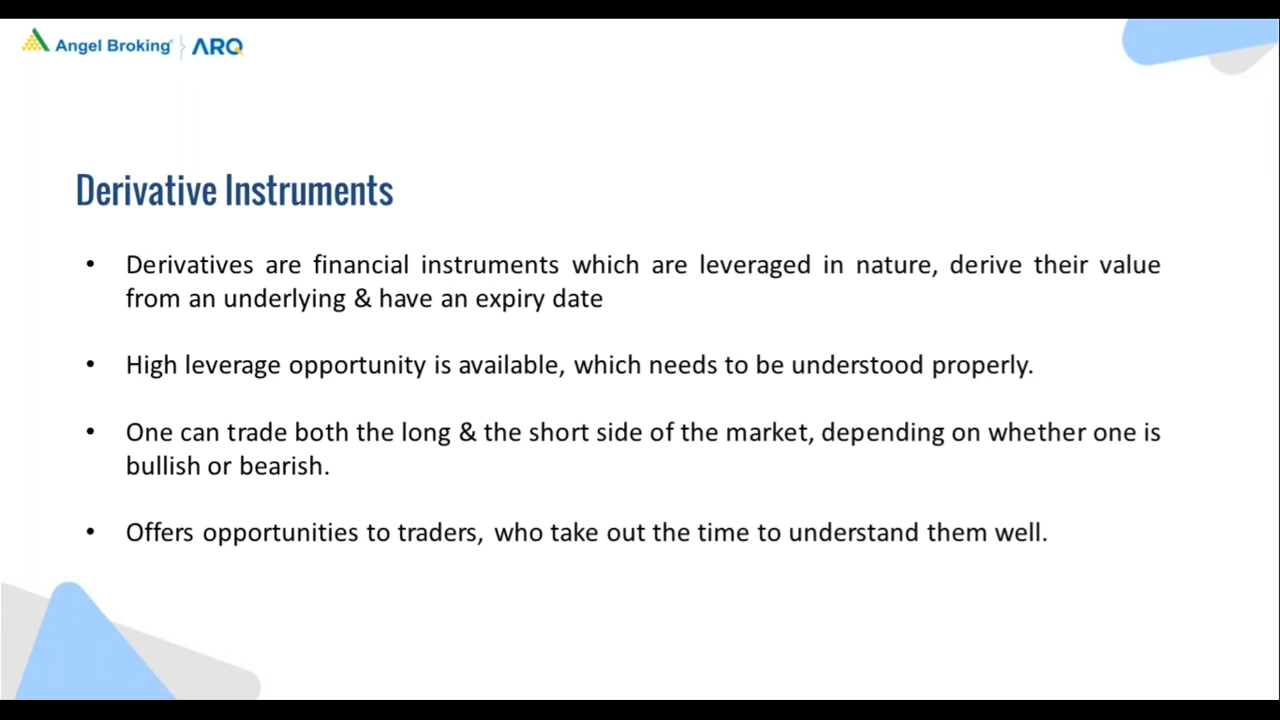 Angel Broking ARQ
Derivative Instruments
• Derivatives are financial instruments which are leveraged in nature, derive their value
from an underlying & have an expiry date
• High leverage opportunity is available, which needs to be understood properly.
• One can trade both the long & the short side of the market, depending on whether one is
bullish or bearish.
• Offers opportunities to traders, who take out the time to understand them well.